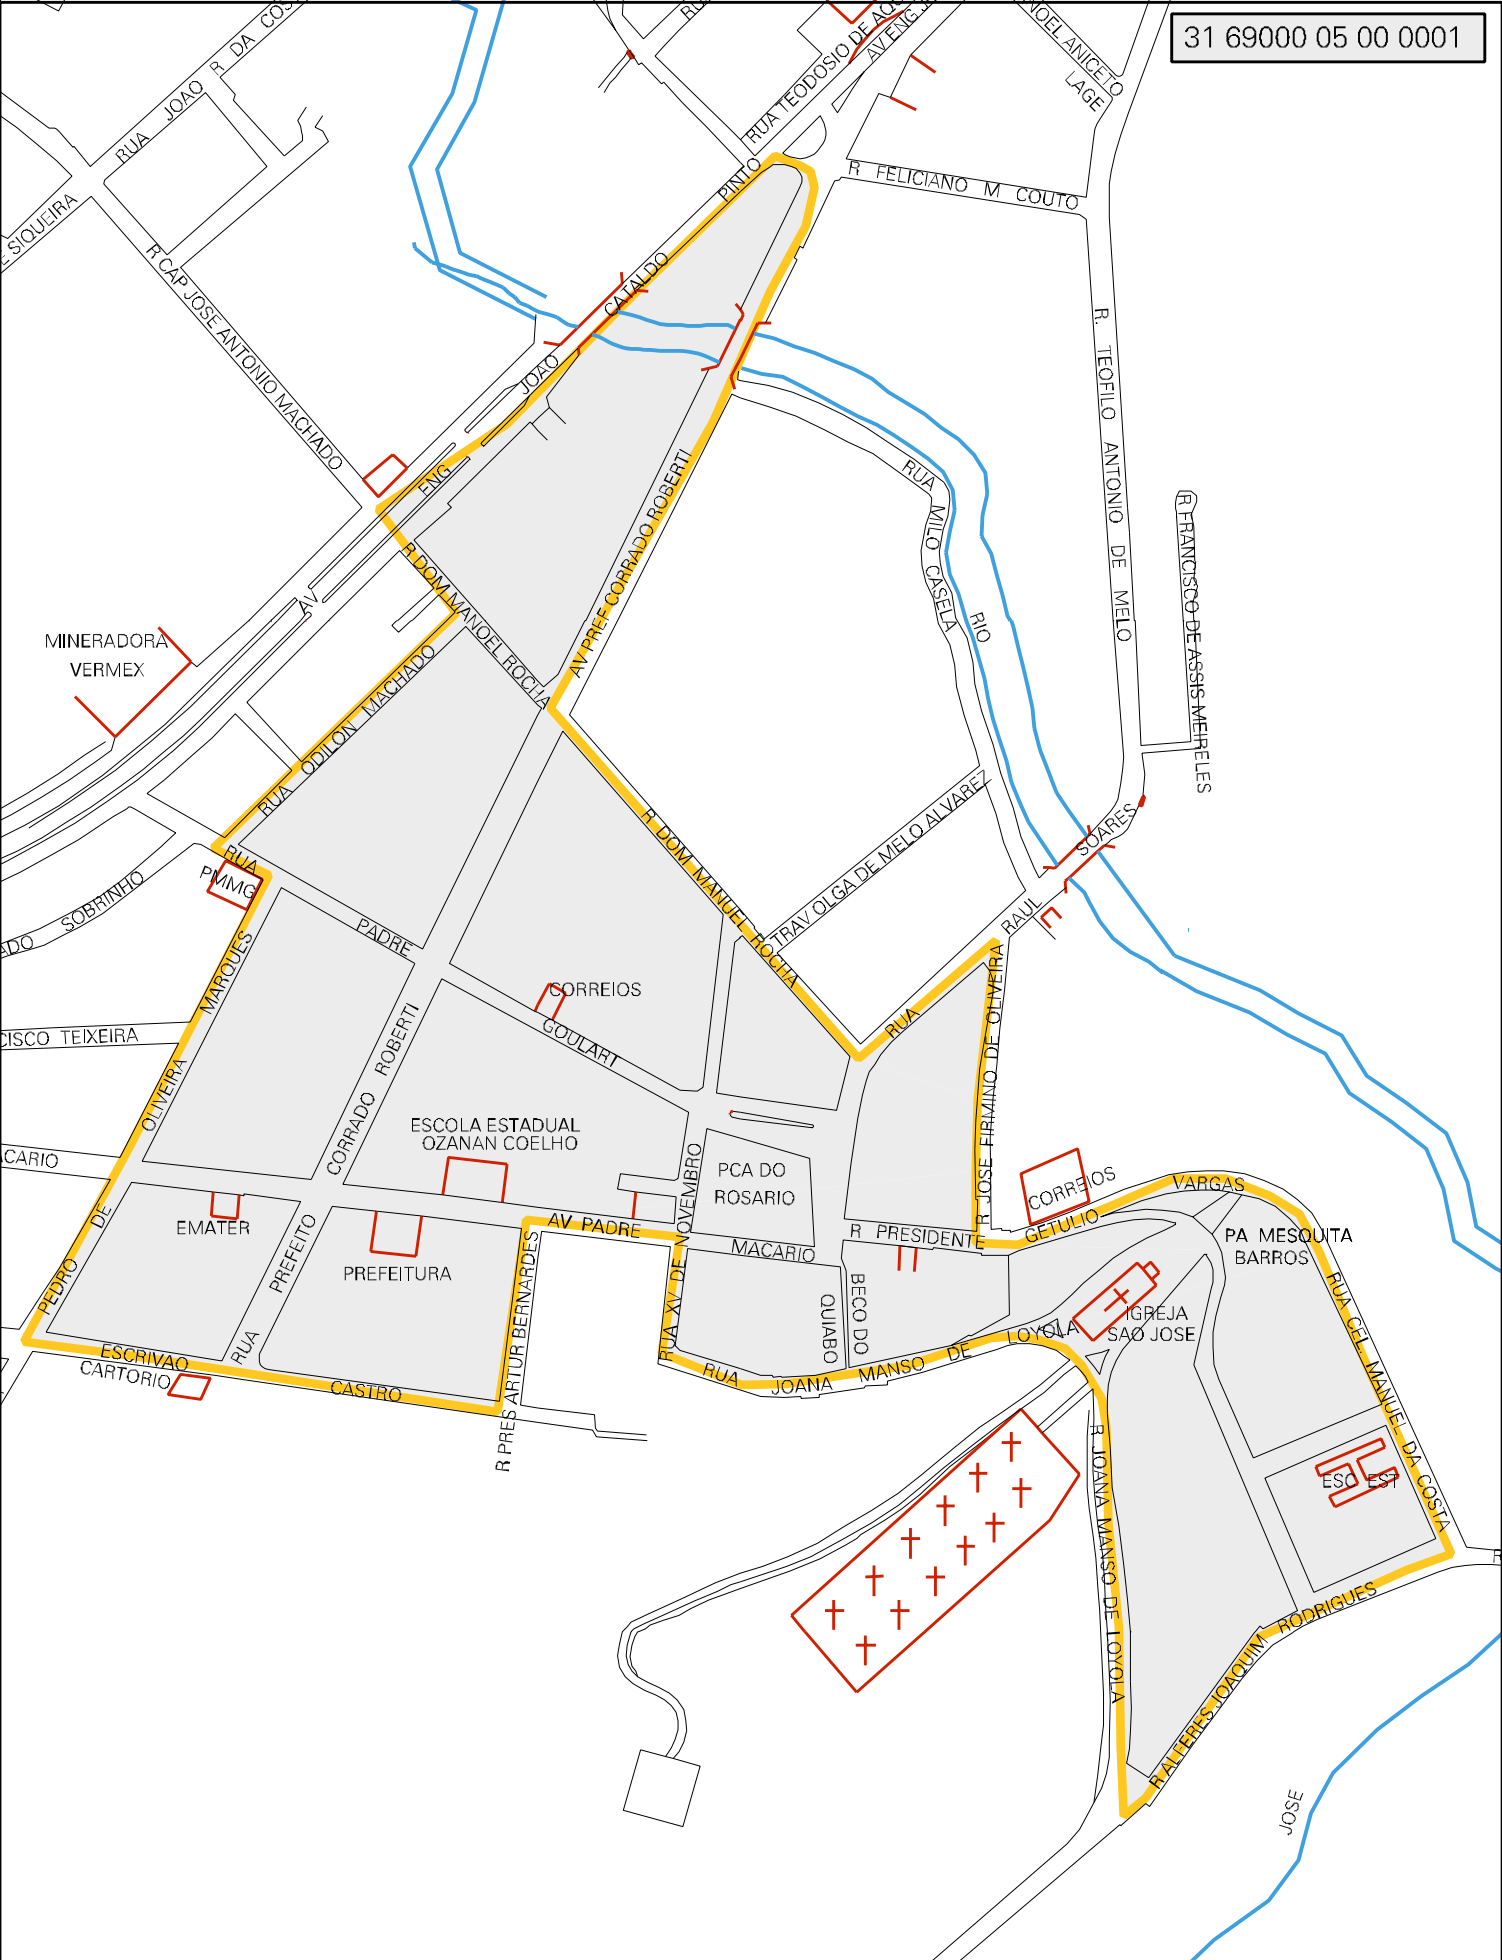 31 69000 05 00 0001
RUA JOAO R DA COS
RUA TEODOSIO DE AQU
AV ENG
NOEL ANICETO
LAGE
R FELICIANO M COUTO
E SIQUEIRA
R CAP JOSE ANTONIO MACHADO
AV ENG JOAO CATALDO PINTO
R. TEOFILO ANTONIO DE MELO
R FRANCISCO DE ASSIS MEIRELES
RUA MILO CASELA
RIO
AV PREF CORRADO ROBERTI
R DOM MANOEL ROCHA
MINERADORA
VERMEX
RUA ODILON MACHADO
R DOM MANUEL ROCHA
TRAV OLGA DE MELO ALVAREZ
RUA RAUL SOARES
RUA PADRE GOULART
PMMG
ADO SOBRINHO
CORREIOS
CISCO TEIXEIRA
PEDRO DE OLIVEIRA MARQUES
RUA PREFEITO CORRADO ROBERTI
ESCOLA ESTADUAL
OZANAN COELHO
R JOSE FIRMINO DE OLIVEIRA
ACARIO
PCA DO
ROSARIO
CORREIOS
EMATER
AV PADRE MACARIO
RUA XV DE NOVEMBRO
R PRESIDENTE GETULIO VARGAS
PA MESQUITA
BARROS
PREFEITURA
R PRES ARTUR BERNARDES
BECO DO
QUIABO
IGREJA
SAO JOSE
RUA CEL. MANUEL DA COSTA
ESCRIVAO CASTRO
CARTORIO
RUA JOANA MANSO DE LOYOLA
R JOANA MANSO DE LOYOLA
ESC EST
R ALFERES JOAQUIM RODRIGUES
JOSE